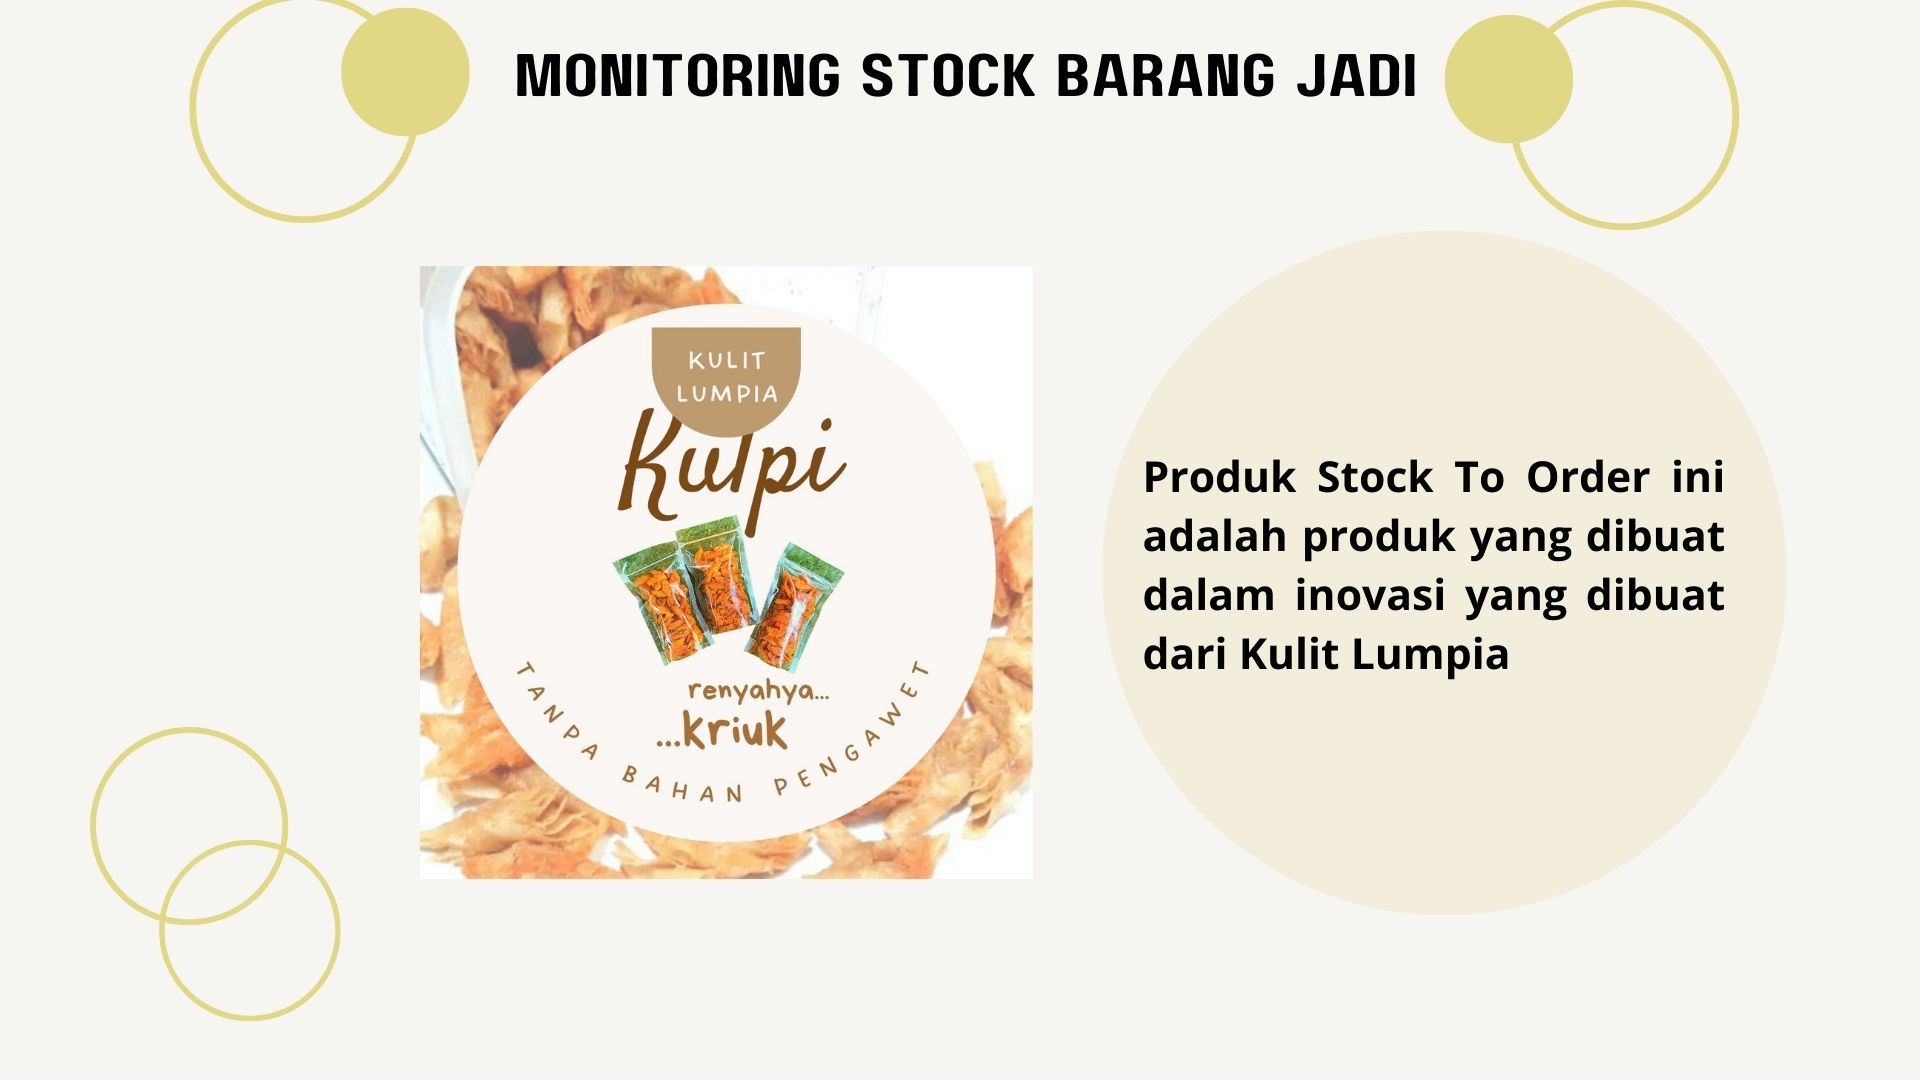 MONITORING STOCK BARANG JADI
KULIT
LUMPIA
Kulpi
renyahya...
...kriuk
TANPA BAHAN PENGAWET
Produk Stock To Order ini
adalah produk yang dibuat
dalam inovasi yang dibuat
dari Kulit Lumpia